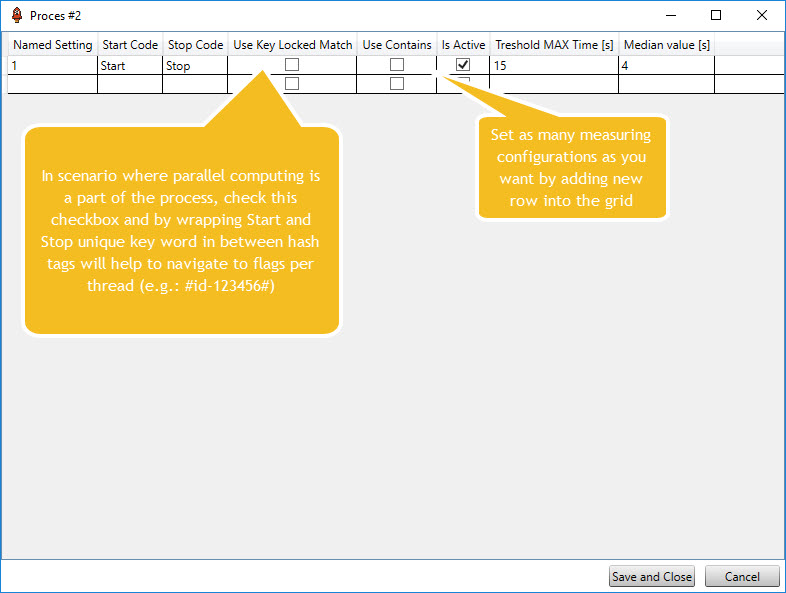 Proces #2
Named Setting Start Code Stop Code Use Key Locked Match Use Contains Is Active Treshold MAX Time [s] Median value [s]
1 Start Stop 15 4
In scenario where parallel computing is
a part of the process, check this
checkbox and by wrapping Start and
Stop unique key word in between hash
tags will help to navigate to flags per
thread (e.g.: #id-123456#)
Set as many measuring
configurations as you
want by adding new
row into the grid
Save and Close Cancel